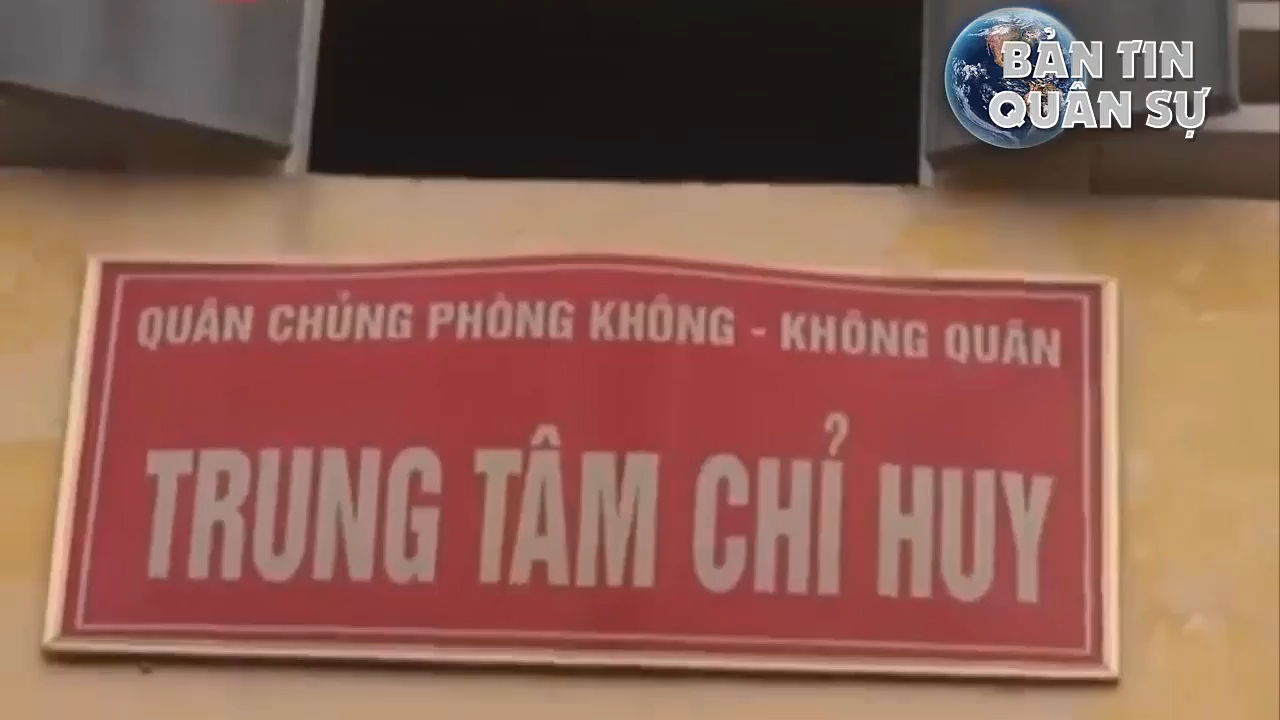 BẢN TIN
QUÂN SỰ
QUÂN CHỦNG PHÒNG KHÔNG - KHÔNG QUÂN
TRUNG TÂM CHỈ HUY